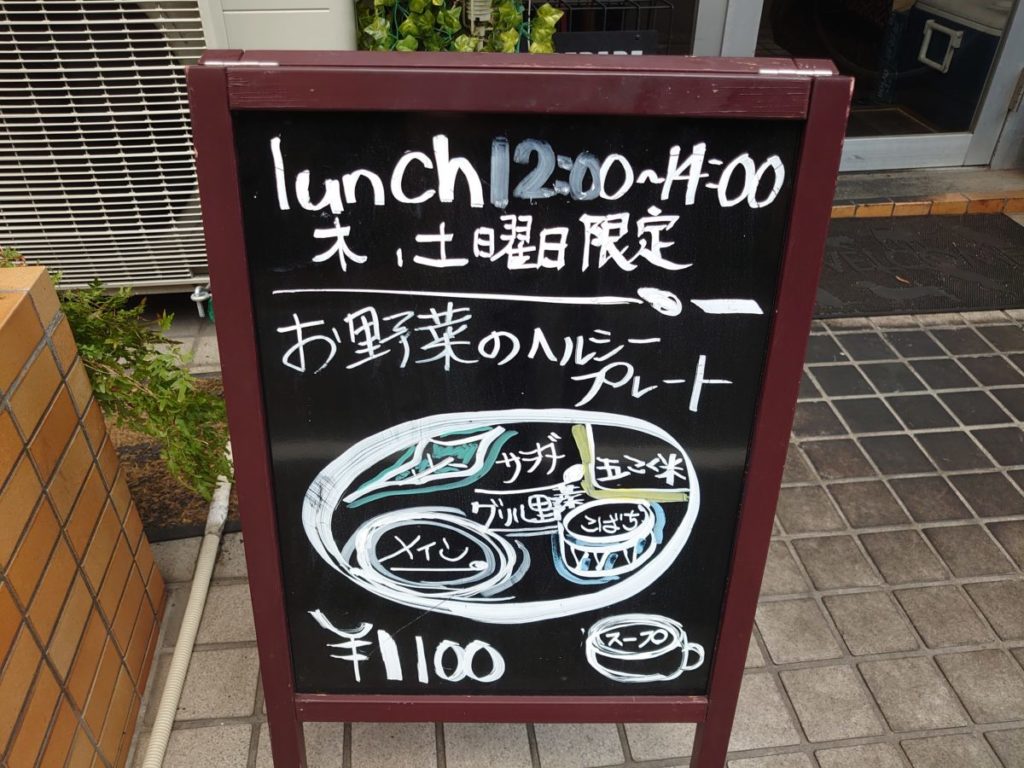 lunch 12:00~14:00
木,土曜日限定
お野菜のヘルシー
プレート
サラダ
五こく米
グリル野菜
こばち
メイン
¥1100
スープ